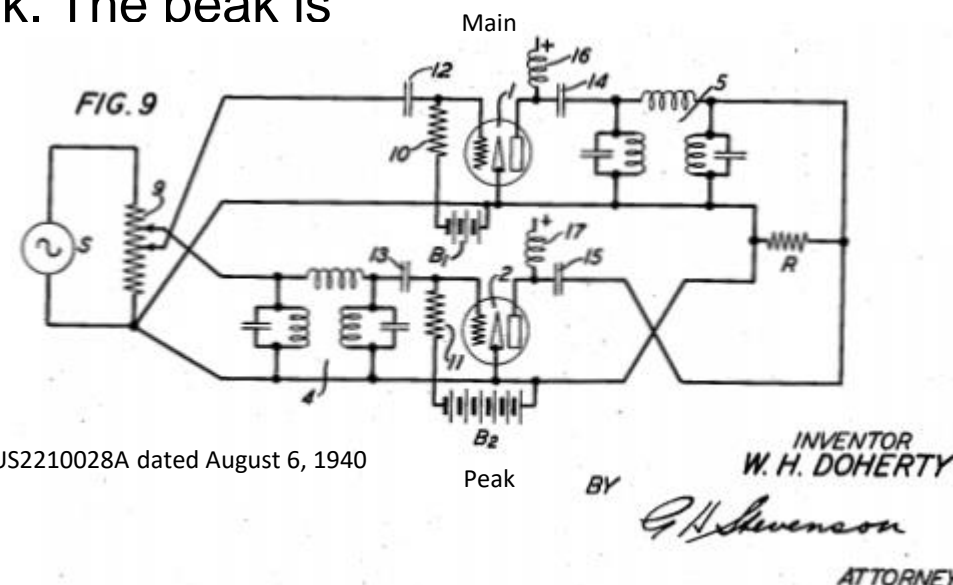 k. The beak is
Main
FIG. 9
12
16
14
5
1
10
9
S
B1
17
13
15
R
2
11
4
B2
US2210028A dated August 6, 1940
Peak
INVENTOR
W. H. DOHERTY
BY
G H Stevenson
ATTORNEY